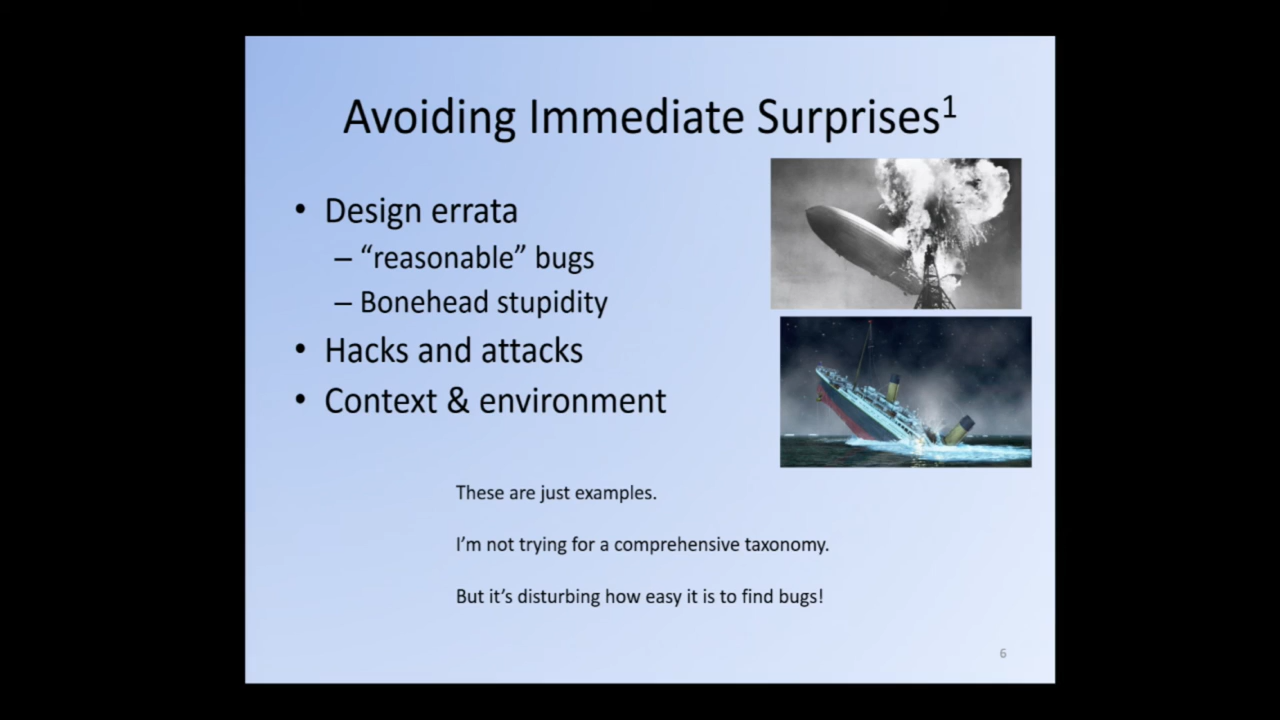 Avoiding Immediate Surprises¹
• Design errata
– “reasonable” bugs
– Bonehead stupidity
• Hacks and attacks
• Context & environment
These are just examples.
I’m not trying for a comprehensive taxonomy.
But it’s disturbing how easy it is to find bugs!
6